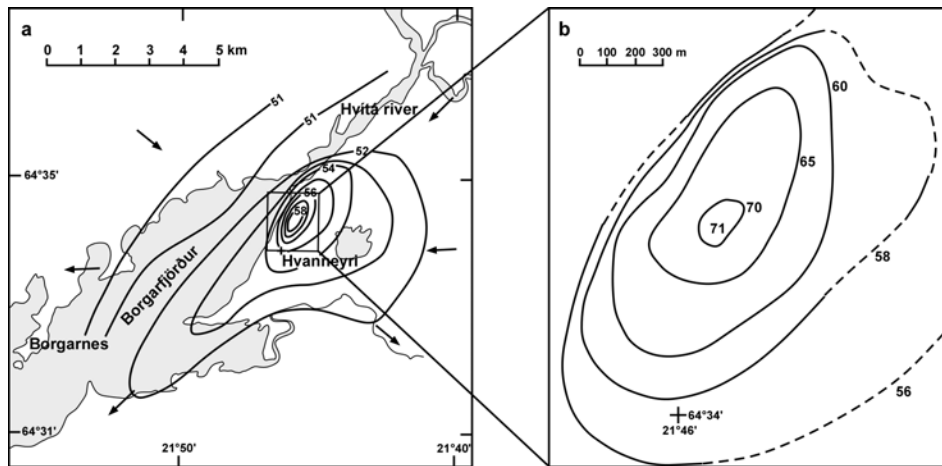 a
0 1 2 3 4 5 km
51
51
Hvítá river
52
54
56
58
64°35'
Hvanneyri
Borgarfjörður
Borgarnes
64°31'
21°50'
21°40'
b
0 100 200 300 m
60
65
70
71
58
56
64°34'
21°46'